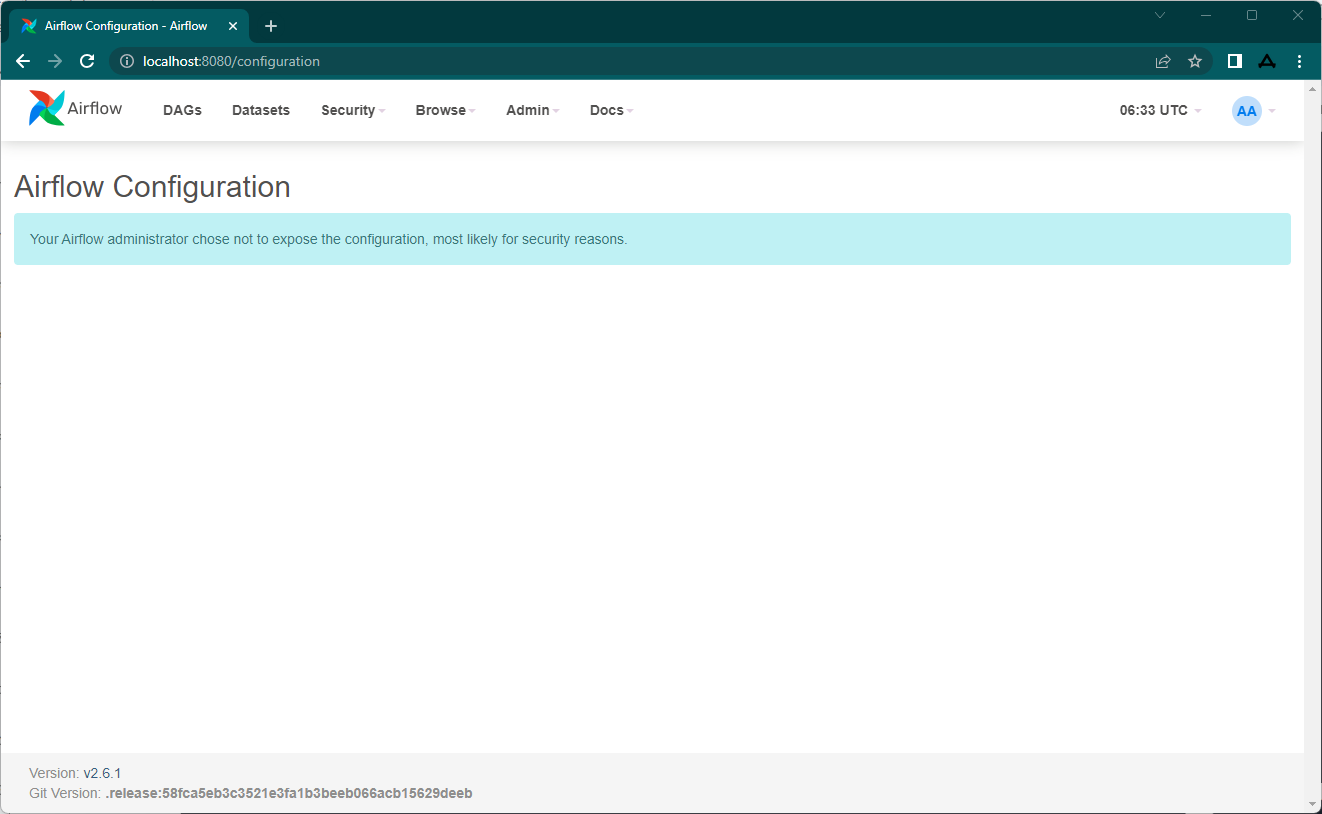 Airflow Configuration - Airflow
localhost:8080/configuration
Airflow DAGs Datasets Security Browse Admin Docs 06:33 UTC AA
Airflow Configuration
Your Airflow administrator chose not to expose the configuration, most likely for security reasons.
Version: v2.6.1
Git Version: .release:58fca5eb3c3521e3fa1b3beeb066acb15629deeb